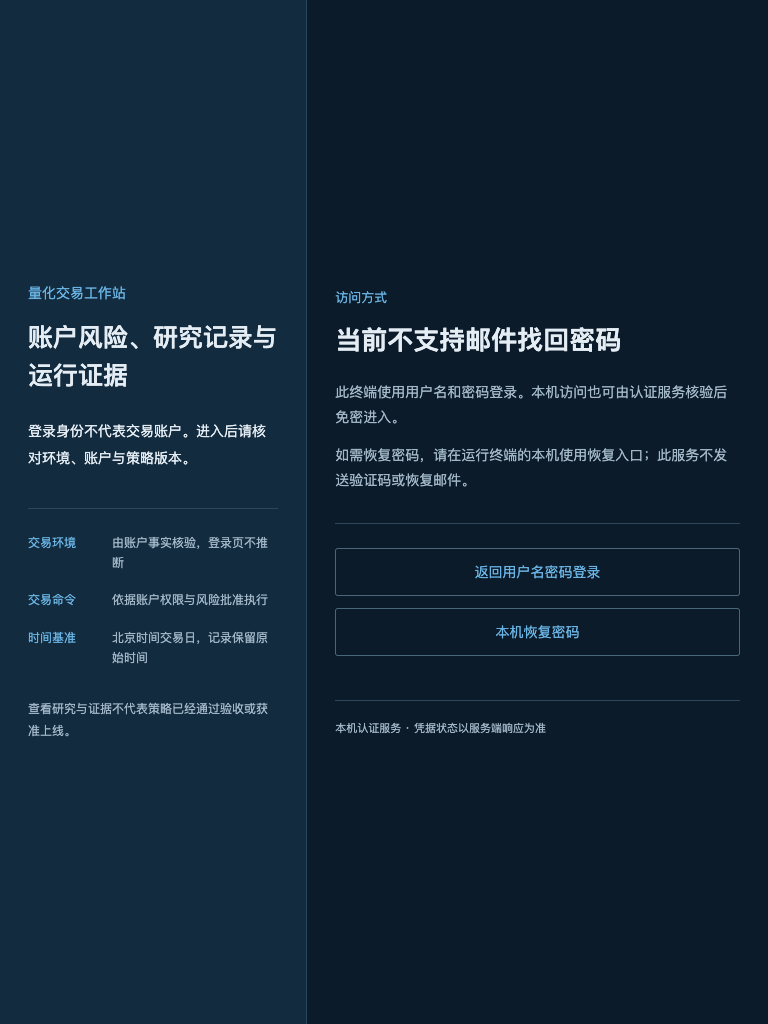 量化交易工作站
账户风险、研究记录与
运行证据
登录身份不代表交易账户。进入后请核
对环境、账户与策略版本。
交易环境
由账户事实核验，登录页不推
断
交易命令
依据账户权限与风险批准执行
时间基准
北京时间交易日，记录保留原
始时间
查看研究与证据不代表策略已经通过验收或获
准上线。
访问方式
当前不支持邮件找回密码
此终端使用用户名和密码登录。本机访问也可由认证服务核验后
免密进入。
如需恢复密码，请在运行终端的本机使用恢复入口；此服务不发
送验证码或恢复邮件。
返回用户名密码登录
本机恢复密码
本机认证服务 · 凭据状态以服务端响应为准